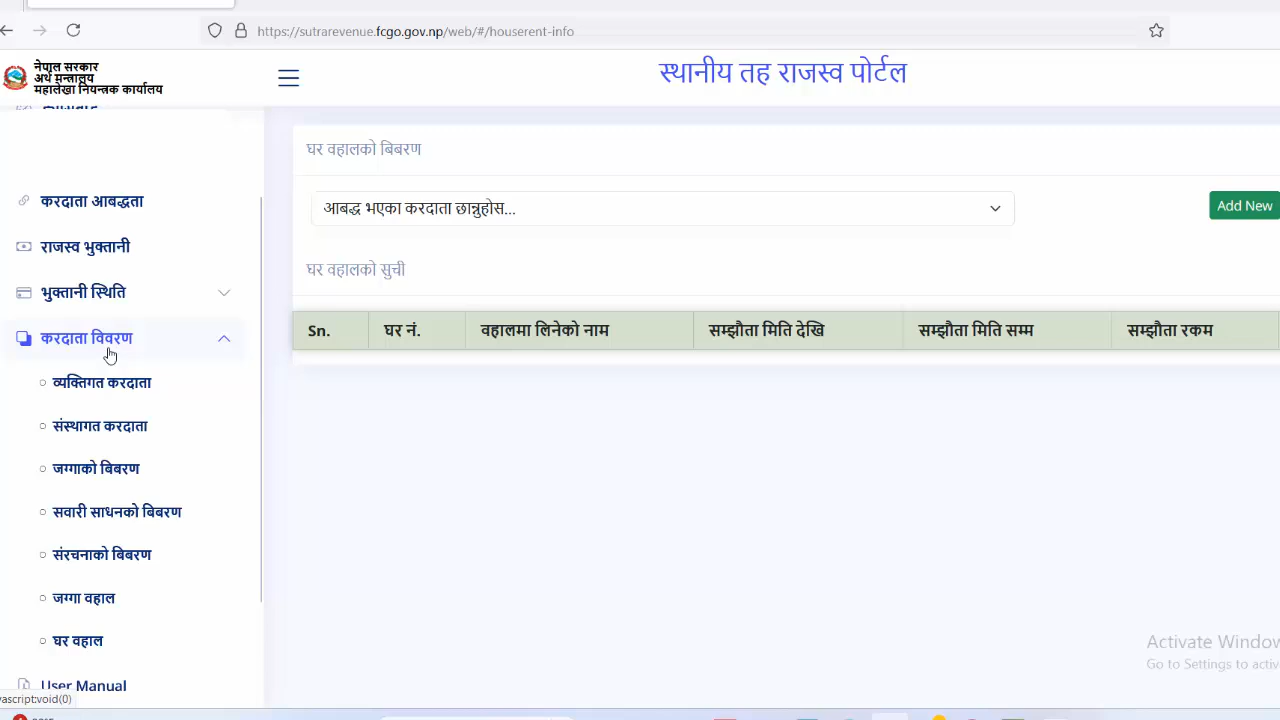 https://sutrarevenue.fcgo.gov.np/web/#/houserent-info
नेपाल सरकार
अर्थ मन्त्रालय
महालेखा नियन्त्रक कार्यालय
स्थानीय तह राजस्व पोर्टल
करदाता आबद्धता
राजस्व भुक्तानी
भुक्तानी स्थिति
करदाता विवरण
व्यक्तिगत करदाता
संस्थागत करदाता
जग्गाको बिबरण
सवारी साधनको बिबरण
संरचनाको बिबरण
जग्गा वहाल
घर वहाल
User Manual
घर वहालको बिबरण
आबद्ध भएका करदाता छान्नुहोस...
Add New
घर वहालको सुची
Sn. घर नं. वहालमा लिनेको नाम सम्झौता मिति देखि सम्झौता मिति सम्म सम्झौता रकम
Activate Window
Go to Settings to activ
vascript:void(0)